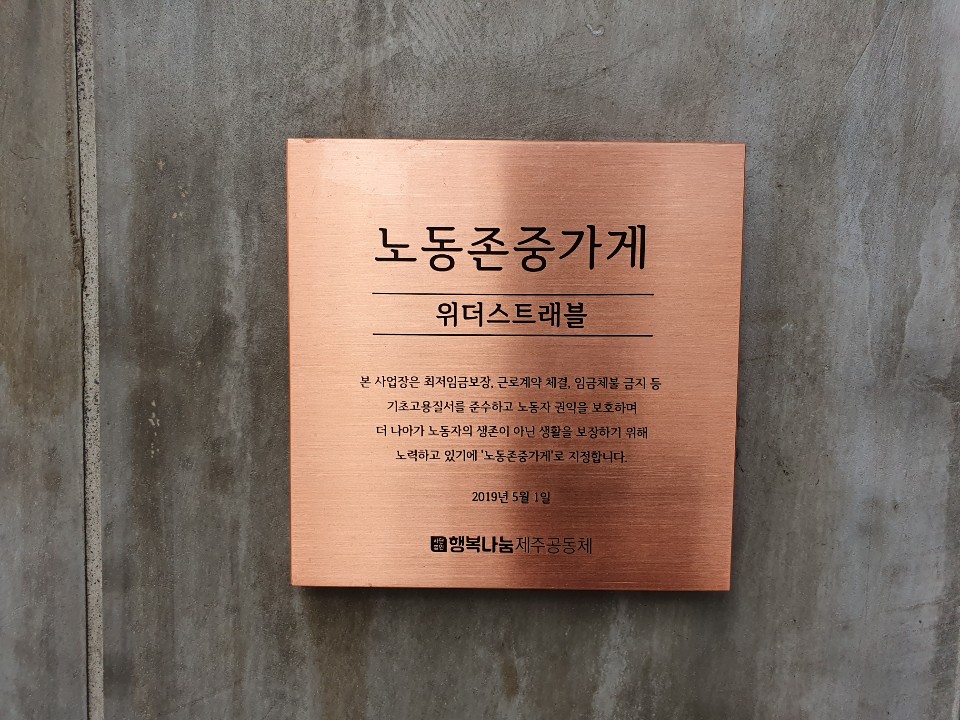 노동존중가게
위더스트래블
본 사업장은 최저임금보장, 근로계약 체결, 임금체불 금지 등
기초고용질서를 준수하고 노동자 권익을 보호하며
더 나아가 노동자의 생존이 아닌 생활을 보장하기 위해
노력하고 있기에 '노동존중가게'로 지정합니다.
2019년 5월 1일
사단법인 행복나눔제주공동체